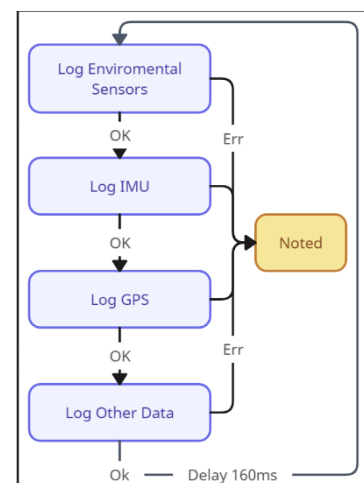 Log Enviromental
Sensors
OK
Err
Log IMU
OK
Noted
Log GPS
OK
Err
Log Other Data
Ok
Delay 160ms